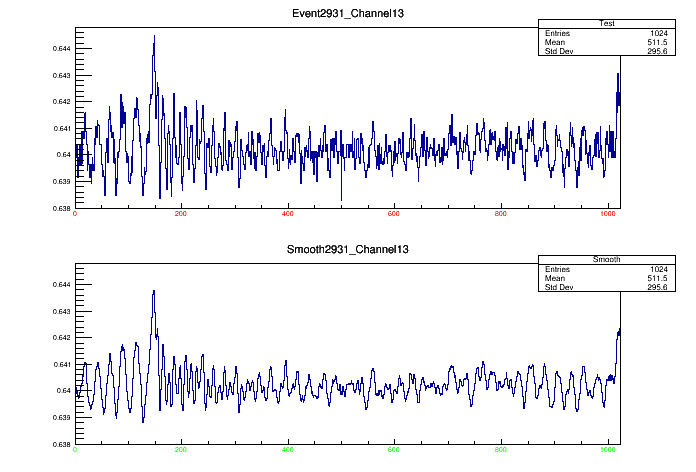 Event2931_Channel13
Test
Entries 1024
Mean 511.5
Std Dev 295.6
0.644
0.643
0.642
0.641
0.64
0.639
0.638
0 200 400 600 800 1000
Smooth2931_Channel13
Smooth
Entries 1024
Mean 511.5
Std Dev 295.6
0.644
0.643
0.642
0.641
0.64
0.639
0.638
0 200 400 600 800 1000